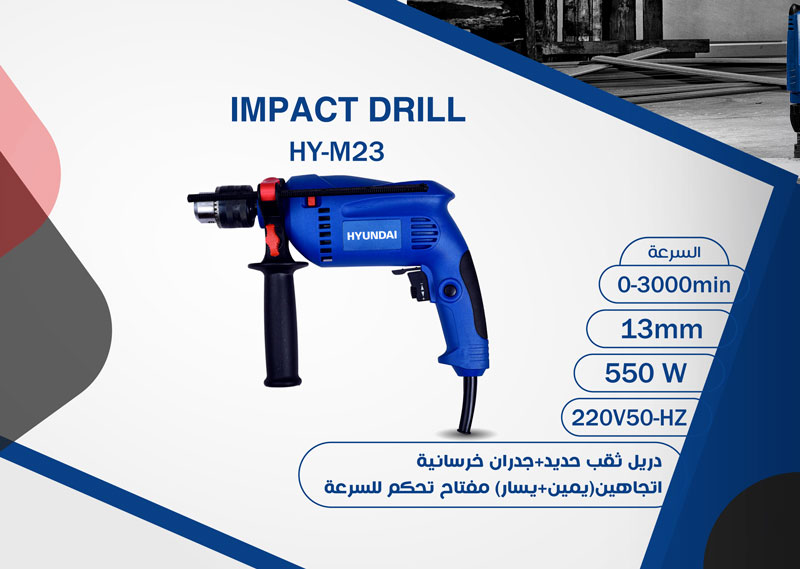 IMPACT DRILL
HY-M23
HYUNDAI
السرعة
0-3000min
13mm
550 W
220V50-HZ
دريل ثقب حديد+جدران خرسانية
اتجاهين(يمين+يسار) مفتاح تحكم للسرعة